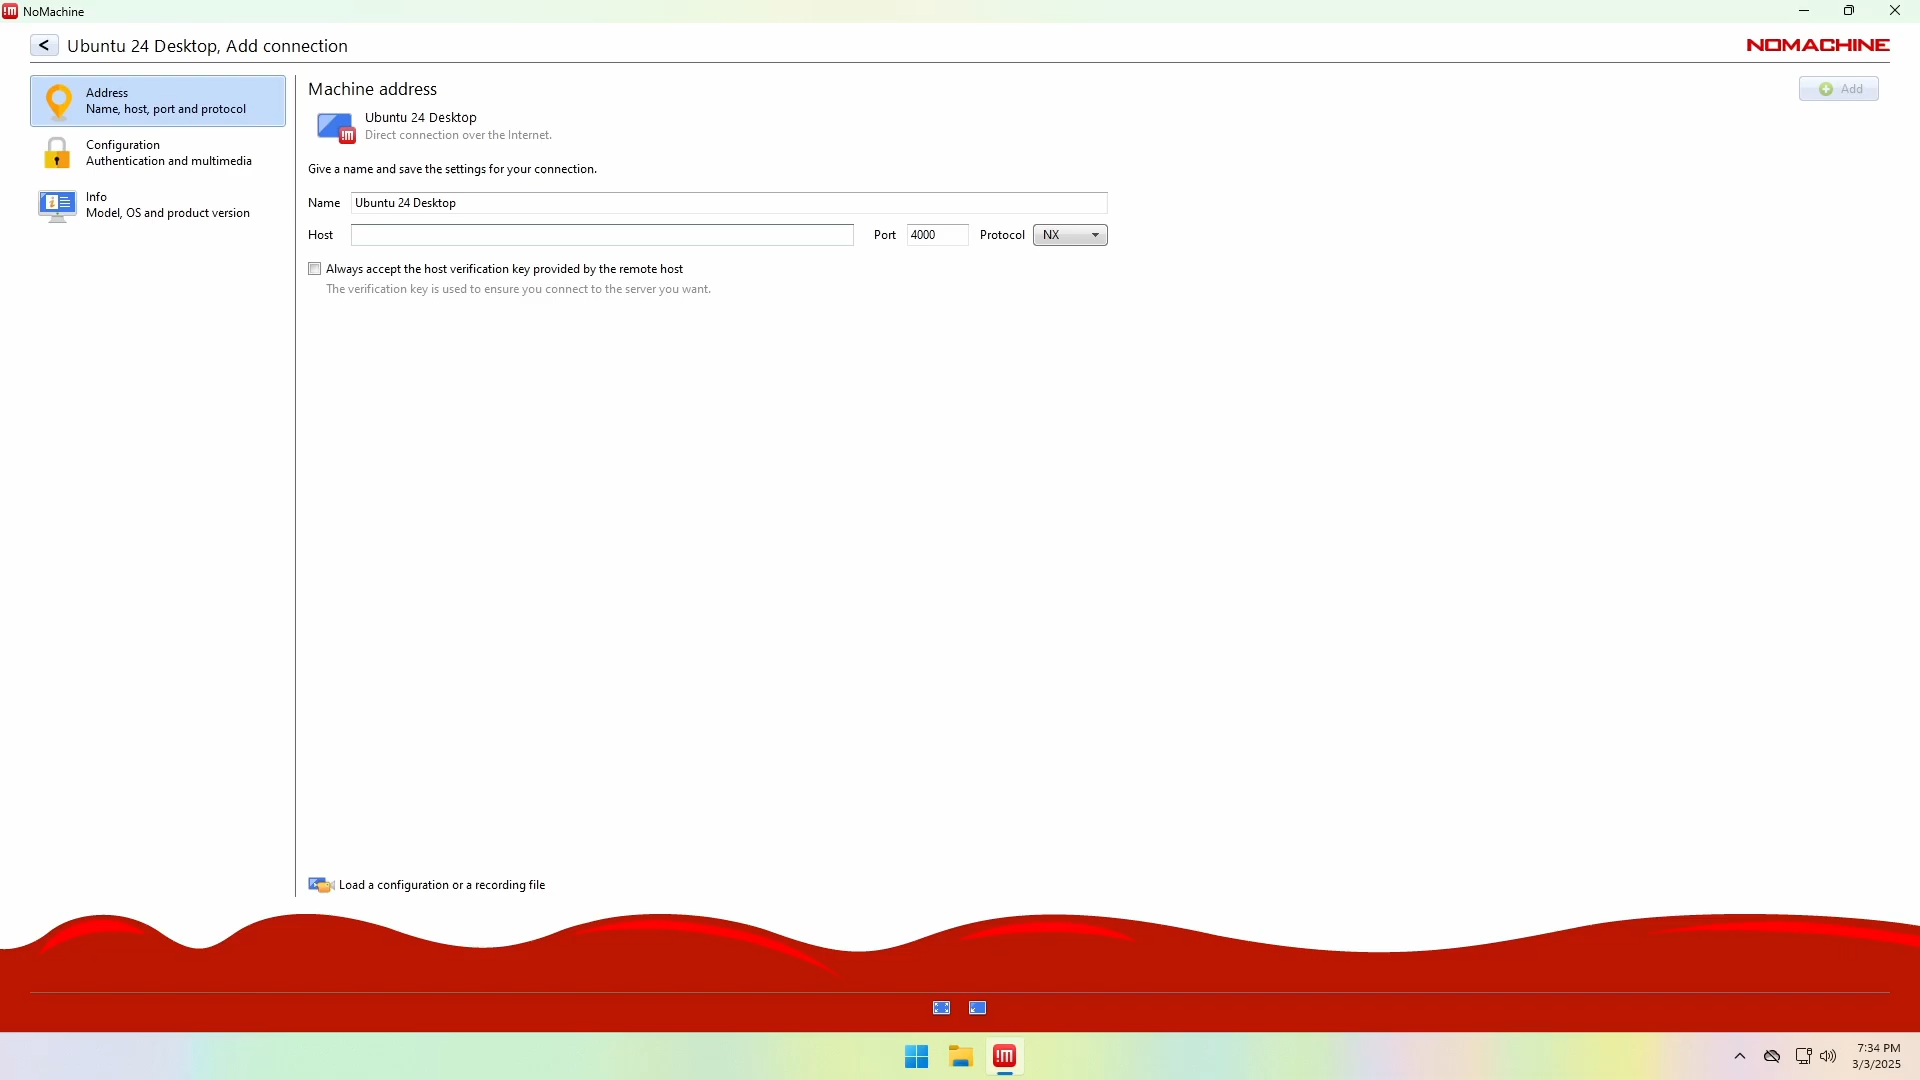 NoMachine
< Ubuntu 24 Desktop, Add connection
NOMACHINE
Address
Name, host, port and protocol
Configuration
Authentication and multimedia
Info
Model, OS and product version
Machine address
Add
Ubuntu 24 Desktop
Direct connection over the Internet.
Give a name and save the settings for your connection.
Name Ubuntu 24 Desktop
Host Port 4000 Protocol NX
Always accept the host verification key provided by the remote host
The verification key is used to ensure you connect to the server you want.
Load a configuration or a recording file
7:34 PM
3/3/2025